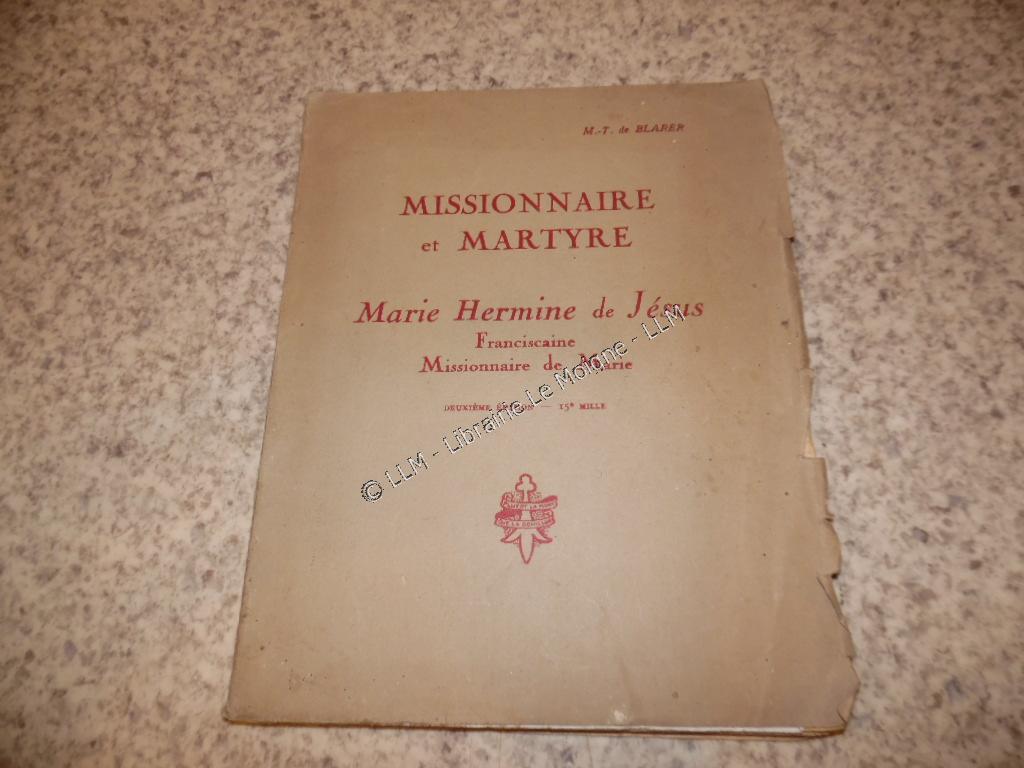 M.-T. de BLARER
MISSIONNAIRE
et MARTYRE
Marie Hermine de Jésus
Franciscaine
Missionnaire de Marie
DEUXIÈME ÉDITION — 15e MILLE
© LLM - Librairie Le Moigne - LLM